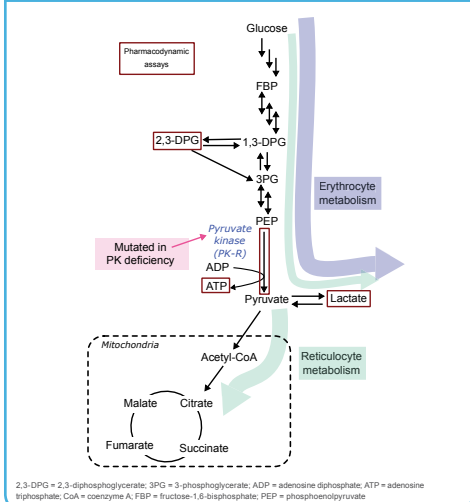 Glucose
Pharmacodynamic
assays
FBP
2,3-DPG
1,3-DPG
3PG
Erythrocyte
metabolism
PEP
Pyruvate
kinase
(PK-R)
Mutated in
PK deficiency
ADP
ATP
Pyruvate
Lactate
Mitochondria
Acetyl-CoA
Reticulocyte
metabolism
Malate
Citrate
Fumarate
Succinate
2,3-DPG = 2,3-diphosphoglycerate; 3PG = 3-phosphoglycerate; ADP = adenosine diphosphate; ATP = adenosine
triphosphate; CoA = coenzyme A; FBP = fructose-1,6-bisphosphate; PEP = phosphoenolpyruvate